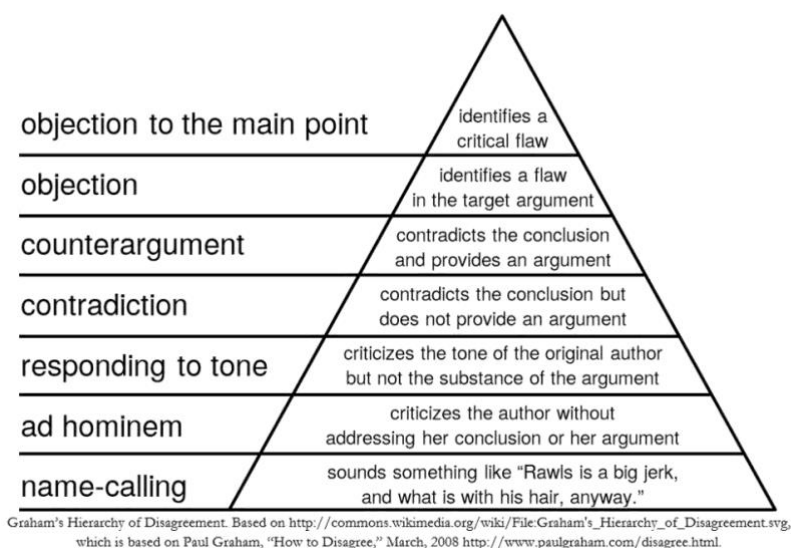 objection to the main point
identifies a
critical flaw
objection
identifies a flaw
in the target argument
counterargument
contradicts the conclusion
and provides an argument
contradiction
contradicts the conclusion but
does not provide an argument
responding to tone
criticizes the tone of the original author
but not the substance of the argument
ad hominem
criticizes the author without
addressing her conclusion or her argument
name-calling
sounds something like “Rawls is a big jerk,
and what is with his hair, anyway.”
Graham's Hierarchy of Disagreement. Based on http://commons.wikimedia.org/wiki/File:Graham's_Hierarchy_of_Disagreement.svg,
which is based on Paul Graham, “How to Disagree,” March, 2008 http://www.paulgraham.com/disagree.html.